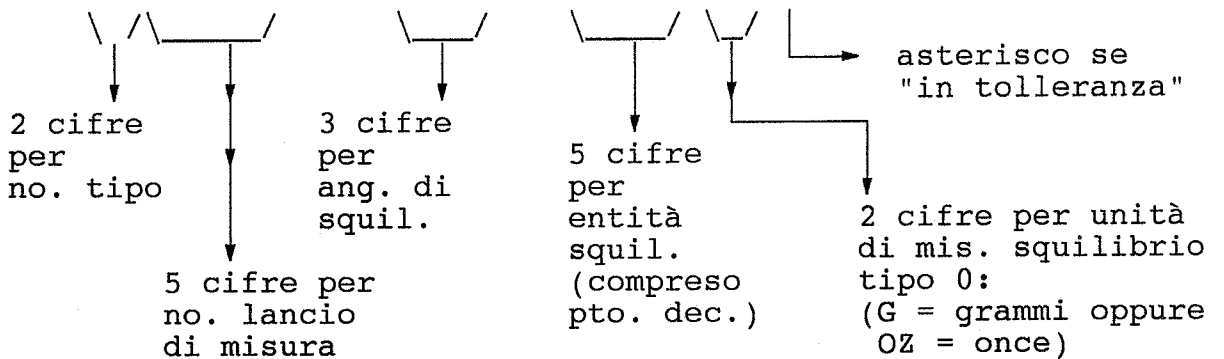 asterisco se
"in tolleranza"
2 cifre
per
no. tipo
5 cifre per
no. lancio
di misura
3 cifre
per
ang. di
squil.
5 cifre
per
entità
squil.
(compreso
pto. dec.)
2 cifre per unità
di mis. squilibrio
tipo 0:
(G = grammi oppure
OZ = once)